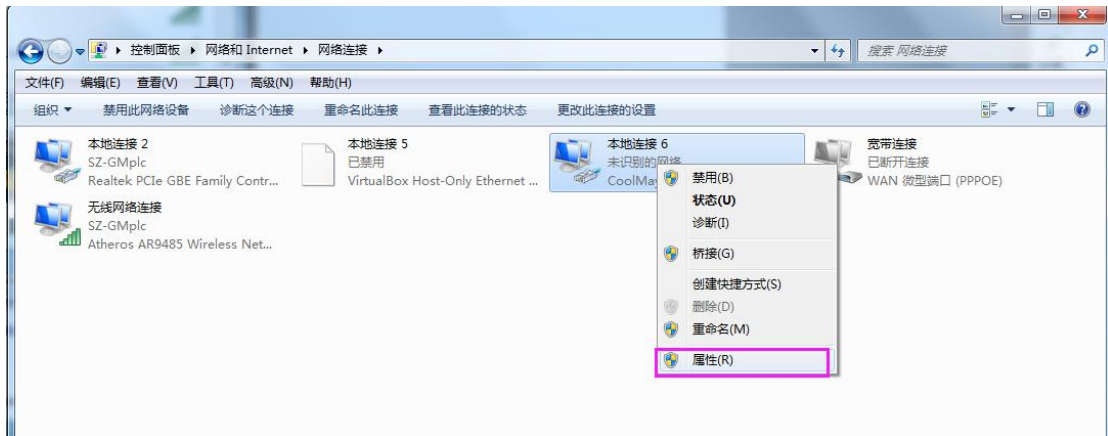 控制面板 ▸ 网络和 Internet ▸ 网络连接 ▸
搜索 网络连接
文件(F) 编辑(E) 查看(V) 工具(T) 高级(N) 帮助(H)
组织 禁用此网络设备 诊断这个连接 重命名此连接 查看此连接的状态 更改此连接的设置
本地连接 2
SZ-GMplc
Realtek PCIe GBE Family Contr...
本地连接 5
已禁用
VirtualBox Host-Only Ethernet ...
本地连接 6
未识别的网络
CoolMay
宽带连接
已断开连接
WAN 微型端口 (PPPOE)
无线网络连接
SZ-GMplc
Atheros AR9485 Wireless Net...
禁用(B)
状态(U)
诊断(I)
桥接(G)
创建快捷方式(S)
删除(D)
重命名(M)
属性(R)